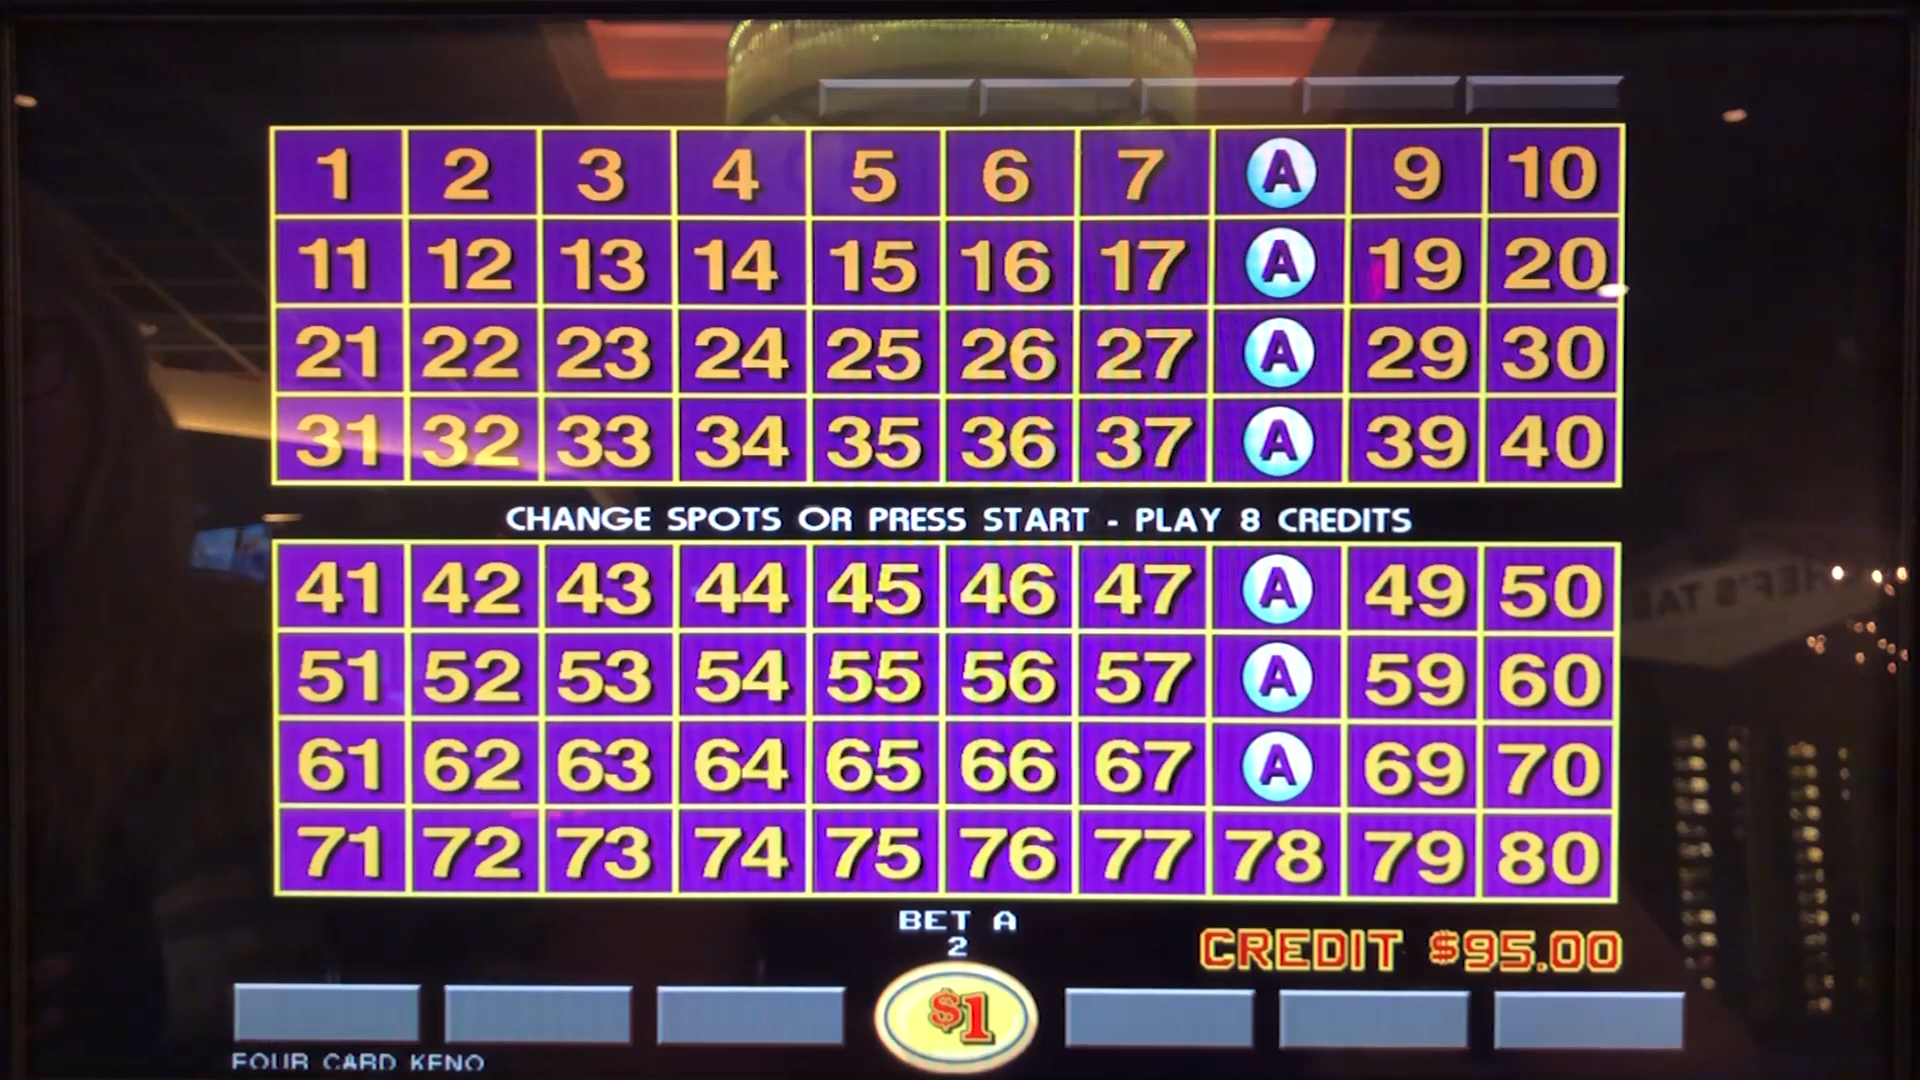 1 2 3 4 5 6 7 A 9 10
11 12 13 14 15 16 17 A 19 20
21 22 23 24 25 26 27 A 29 30
31 32 33 34 35 36 37 A 39 40
CHANGE SPOTS OR PRESS START - PLAY 8 CREDITS
41 42 43 44 45 46 47 A 49 50
51 52 53 54 55 56 57 A 59 60
61 62 63 64 65 66 67 A 69 70
71 72 73 74 75 76 77 78 79 80
BET A
2
CREDIT $95.00
$1
FOUR CARD KENO